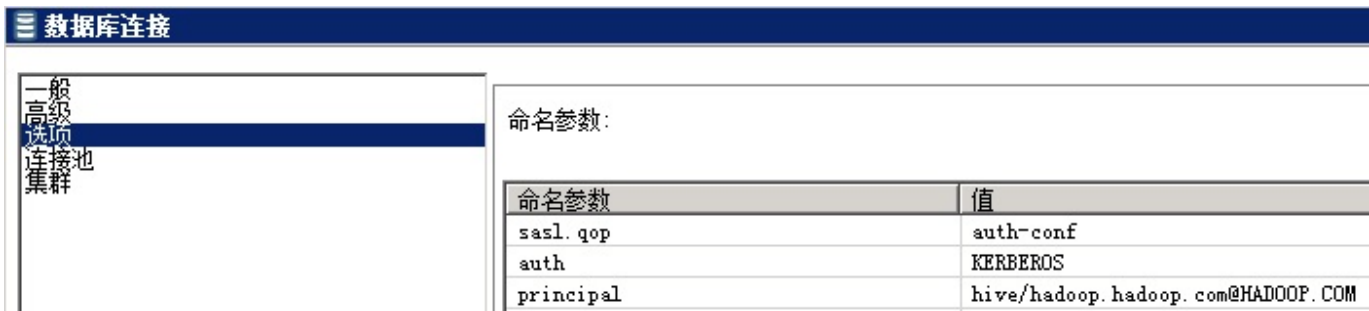 数据库连接
一般
高级
选项
连接池
集群
命名参数:
命名参数 值
sasl.qop auth-conf
auth KERBEROS
principal hive/hadoop.hadoop.com@HADOOP.COM